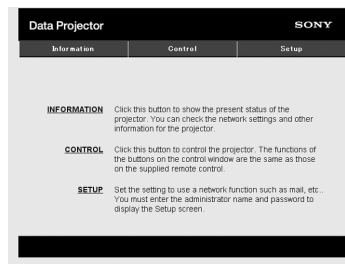 Data Projector SONY
Information Control Setup
INFORMATION Click this button to show the present status of the
projector. You can check the network settings and other
information for the projector.
CONTROL Click this button to control the projector. The functions of
the buttons on the control window are the same as those
on the supplied remote control.
SETUP Set the setting to use a network function such as mail, etc..
You must enter the administrator name and password to
display the Setup screen.